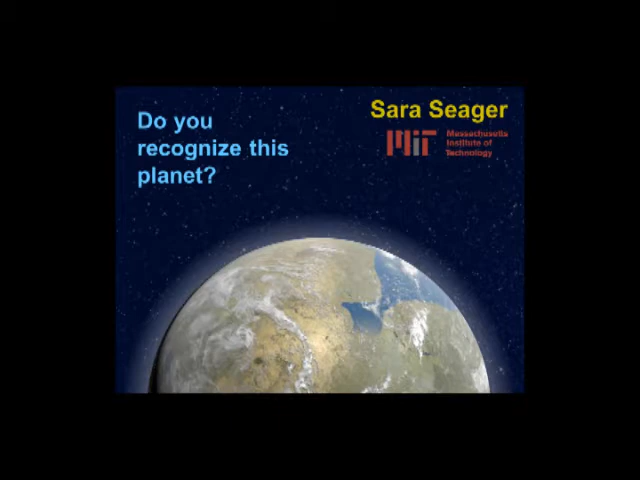 Do you
recognize this
planet?
Sara Seager
MIT
Massachusetts
Institute of
Technology